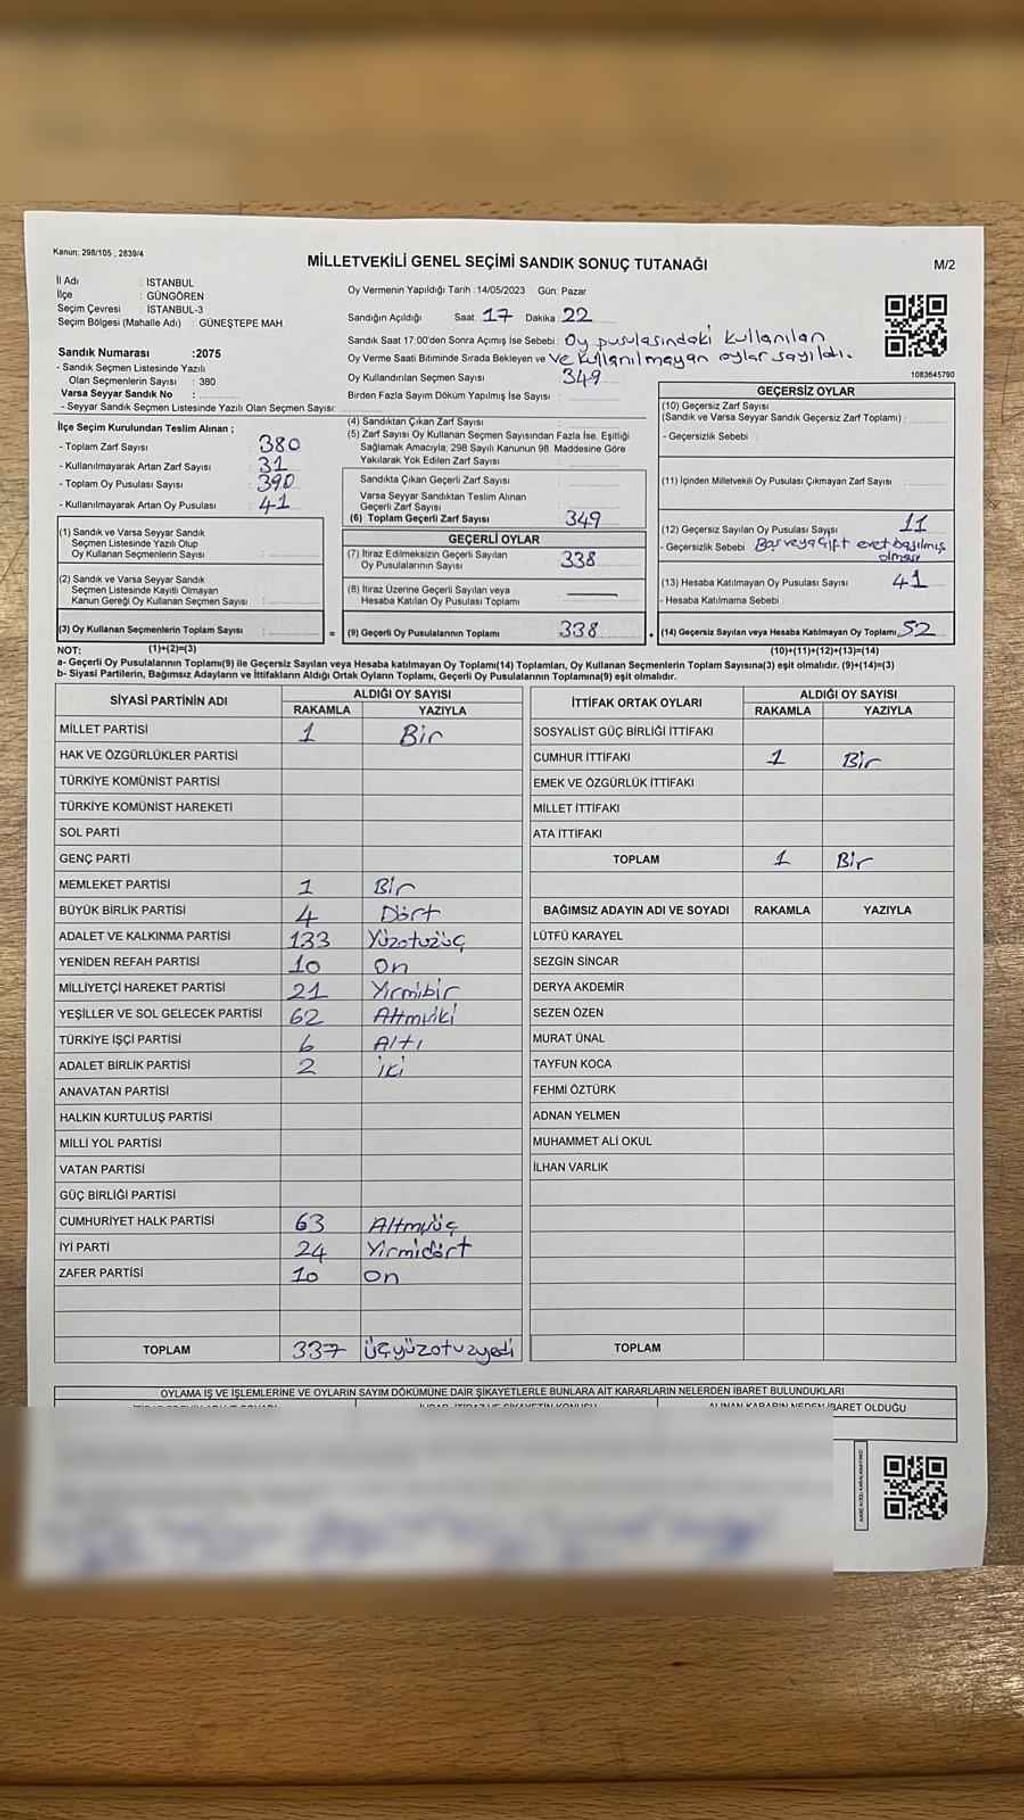 Kanun: 298/105 , 2839/4
MİLLETVEKİLİ GENEL SEÇİMİ SANDIK SONUÇ TUTANAĞI
M/2
İl Adı : İSTANBUL
İlçe : GÜNGÖREN
Seçim Çevresi : İSTANBUL-3
Seçim Bölgesi (Mahalle Adı) : GÜNEŞTEPE MAH
Sandık Numarası :2075
- Sandık Seçmen Listesinde Yazılı
Olan Seçmenlerin Sayısı : 380
Varsa Seyyar Sandık No :
- Seyyar Sandık Seçmen Listesinde Yazılı Olan Seçmen Sayısı:
Oy Vermenin Yapıldığı Tarih :14/05/2023 Gün: Pazar
Sandığın Açıldığı Saat: 17 Dakika 22
Sandık Saat 17:00'den Sonra Açımış İse Sebebi: Oy pusulasındaki kullanılan
Oy Verme Saati Bitiminde Sırada Bekleyen ve ve kullanılmayan oylar sayıldı.
Oy Kullandırılan Seçmen Sayısı 349
Birden Fazla Sayım Döküm Yapılmış İse Sayısı
1083645790
İlçe Seçim Kurulundan Teslim Alınan ;
- Toplam Zarf Sayısı 380
- Kullanılmayarak Artan Zarf Sayısı 31
- Toplam Oy Pusulası Sayısı 390
- Kullanılmayarak Artan Oy Pusulası 41
(1) Sandık ve Varsa Seyyar Sandık
Seçmen Listesinde Yazılı Olup
Oy Kullanan Seçmenlerin Sayısı
(2) Sandık ve Varsa Seyyar Sandık
Seçmen Listesinde Kayıtlı Olmayan
Kanun Gereği Oy Kullanan Seçmen Sayısı
(3) Oy Kullanan Seçmenlerin Toplam Sayısı =
(4) Sandıktan Çıkan Zarf Sayısı
(5) Zarf Sayısı Oy Kullanan Seçmen Sayısından Fazla İse, Eşitliği
Sağlamak Amacıyla, 298 Sayılı Kanunun 98. Maddesine Göre
Yakılarak Yok Edilen Zarf Sayısı
Sandıkta Çıkan Geçerli Zarf Sayısı
Varsa Seyyar Sandıktan Teslim Alınan
Geçerli Zarf Sayısı
(6) Toplam Geçerli Zarf Sayısı 349
GEÇERLİ OYLAR
(7) İtiraz Edilmeksizin Geçerli Sayılan
Oy Pusulalarının Sayısı 338
(8) İtiraz Üzerine Geçerli Sayılan veya
Hesaba Katılan Oy Pusulası Toplamı
(9) Geçerli Oy Pusulalarının Toplamı 338
GEÇERSİZ OYLAR
(10) Geçersiz Zarf Sayısı
(Sandık ve Varsa Seyyar Sandık Geçersiz Zarf Toplamı)
- Geçersizlik Sebebi
(11) İçinden Milletvekili Oy Pusulası Çıkmayan Zarf Sayısı
(12) Geçersiz Sayılan Oy Pusulası Sayısı 11
- Geçersizlik Sebebi Boş veya çift evet basılmış
olması
(13) Hesaba Katılmayan Oy Pusulası Sayısı 41
- Hesaba Katılmama Sebebi
(14) Geçersiz Sayılan veya Hesaba Katılmayan Oy Toplamı 52
NOT: (1)+(2)=(3) (10)+(11)+(12)+(13)=(14)
a- Geçerli Oy Pusulalarının Toplamı(9) ile Geçersiz Sayılan veya Hesaba katılmayan Oy Toplamı(14) Toplamları, Oy Kullanan Seçmenlerin Toplam Sayısına(3) eşit olmalıdır. (9)+(14)=(3)
b- Siyasi Partilerin, Bağımsız Adayların ve İttifakların Aldığı Ortak Oyların Toplamı, Geçerli Oy Pusulalarının Toplamına(9) eşit olmalıdır.
SİYASİ PARTİNİN ADI ALDIĞI OY SAYISI
RAKAMLA YAZIYLA
MİLLET PARTİSİ 1 Bir
HAK VE ÖZGÜRLÜKLER PARTİSİ
TÜRKİYE KOMÜNİST PARTİSİ
TÜRKİYE KOMÜNİST HAREKETİ
SOL PARTİ
GENÇ PARTİ
MEMLEKET PARTİSİ 1 Bir
BÜYÜK BİRLİK PARTİSİ 4 Dört
ADALET VE KALKINMA PARTİSİ 133 Yüzotuzüç
YENİDEN REFAH PARTİSİ 10 On
MİLLİYETÇİ HAREKET PARTİSİ 21 Yirmibir
YEŞİLLER VE SOL GELECEK PARTİSİ 62 Altmışiki
TÜRKİYE İŞÇİ PARTİSİ 6 Altı
ADALET BİRLİK PARTİSİ 2 iki
ANAVATAN PARTİSİ
HALKIN KURTULUŞ PARTİSİ
MİLLİ YOL PARTİSİ
VATAN PARTİSİ
GÜÇ BİRLİĞİ PARTİSİ
CUMHURİYET HALK PARTİSİ 63 Altmışüç
İYİ PARTİ 24 Yirmidört
ZAFER PARTİSİ 10 On
TOPLAM 337 üçyüzotuzyedi
İTTİFAK ORTAK OYLARI ALDIĞI OY SAYISI
RAKAMLA YAZIYLA
SOSYALİST GÜÇ BİRLİĞİ İTTİFAKI
CUMHUR İTTİFAKI 1 Bir
EMEK VE ÖZGÜRLÜK İTTİFAKI
MİLLET İTTİFAKI
ATA İTTİFAKI
TOPLAM 1 Bir
BAĞIMSIZ ADAYIN ADI VE SOYADI RAKAMLA YAZIYLA
LÜTFÜ KARAYEL
SEZGİN SİNCAR
DERYA AKDEMİR
SEZEN ÖZEN
MURAT ÜNAL
TAYFUN KOCA
FEHMİ ÖZTÜRK
ADNAN YELMEN
MUHAMMET ALİ OKUL
İLHAN VARLIK
TOPLAM
OYLAMA İŞ VE İŞLEMLERİNE VE OYLARIN SAYIM DÖKÜMÜNE DAİR ŞİKAYETLERLE BUNLARA AİT KARARLARIN NELERDEN İBARET BULUNDUKLARI
ALINAN KARARIN NEDEN İBARET OLDUĞU